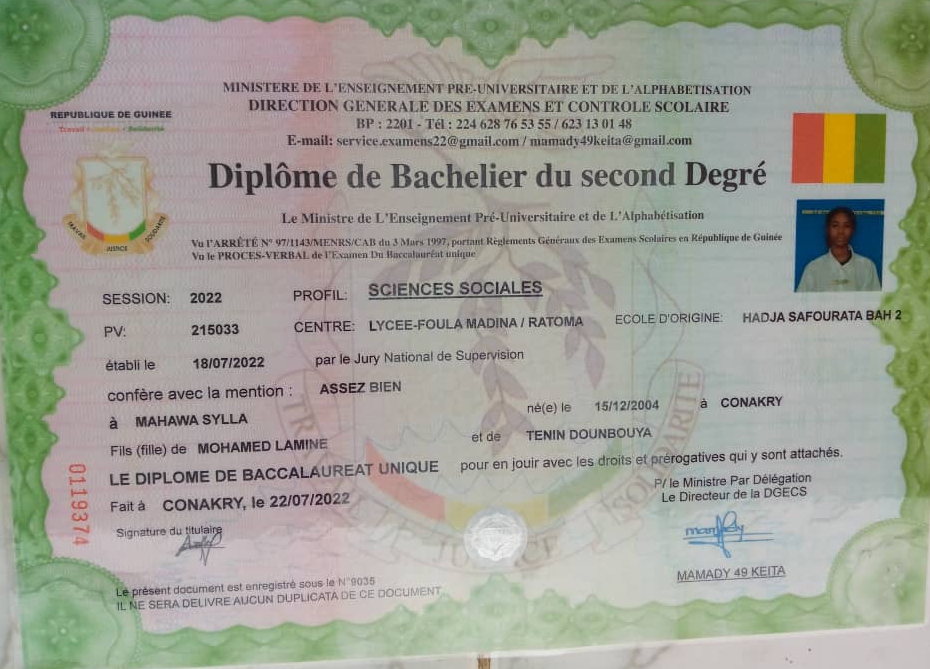 MINISTERE DE L'ENSEIGNEMENT PRE-UNIVERSITAIRE ET DE L'ALPHABETISATION
DIRECTION GENERALE DES EXAMENS ET CONTROLE SCOLAIRE
REPUBLIQUE DE GUINEE
Travail - Justice - Solidarité
BP : 2201 - Tél : 224 628 76 53 55 / 623 13 01 48
E-mail: service.examens22@gmail.com / mamady49keita@gmail.com
Diplôme de Bachelier du second Degré
Le Ministre de L'Enseignement Pré-Universitaire et de L'Alphabétisation
TRAVAIL JUSTICE SOLIDARITE
Vu l'ARRÊTÉ N° 97/1143/MENRS/CAB du 3 Mars 1997, portant Règlements Généraux des Examens Scolaires en République de Guinée
Vu le PROCES-VERBAL de l'Examen Du Baccalauréat unique
SESSION: 2022 PROFIL: SCIENCES SOCIALES
PV: 215033 CENTRE: LYCEE-FOULA MADINA / RATOMA ECOLE D'ORIGINE: HADJA SAFOURATA BAH 2
établi le 18/07/2022 par le Jury National de Supervision
confère avec la mention : ASSEZ BIEN
à MAHAWA SYLLA né(e) le 15/12/2004 à CONAKRY
Fils (fille) de MOHAMED LAMINE et de TENIN DOUNBOUYA
LE DIPLOME DE BACCALAUREAT UNIQUE pour en jouir avec les droits et prérogatives qui y sont attachés.
Fait à CONAKRY, le 22/07/2022
P/ le Ministre Par Délégation
Le Directeur de la DGECS
0119374
Signature du titulaire
MAMADY 49 KEITA
Le présent document est enregistré sous le N°9035
IL NE SERA DELIVRE AUCUN DUPLICATA DE CE DOCUMENT
TRAVAIL JUSTICE SOLIDARITE